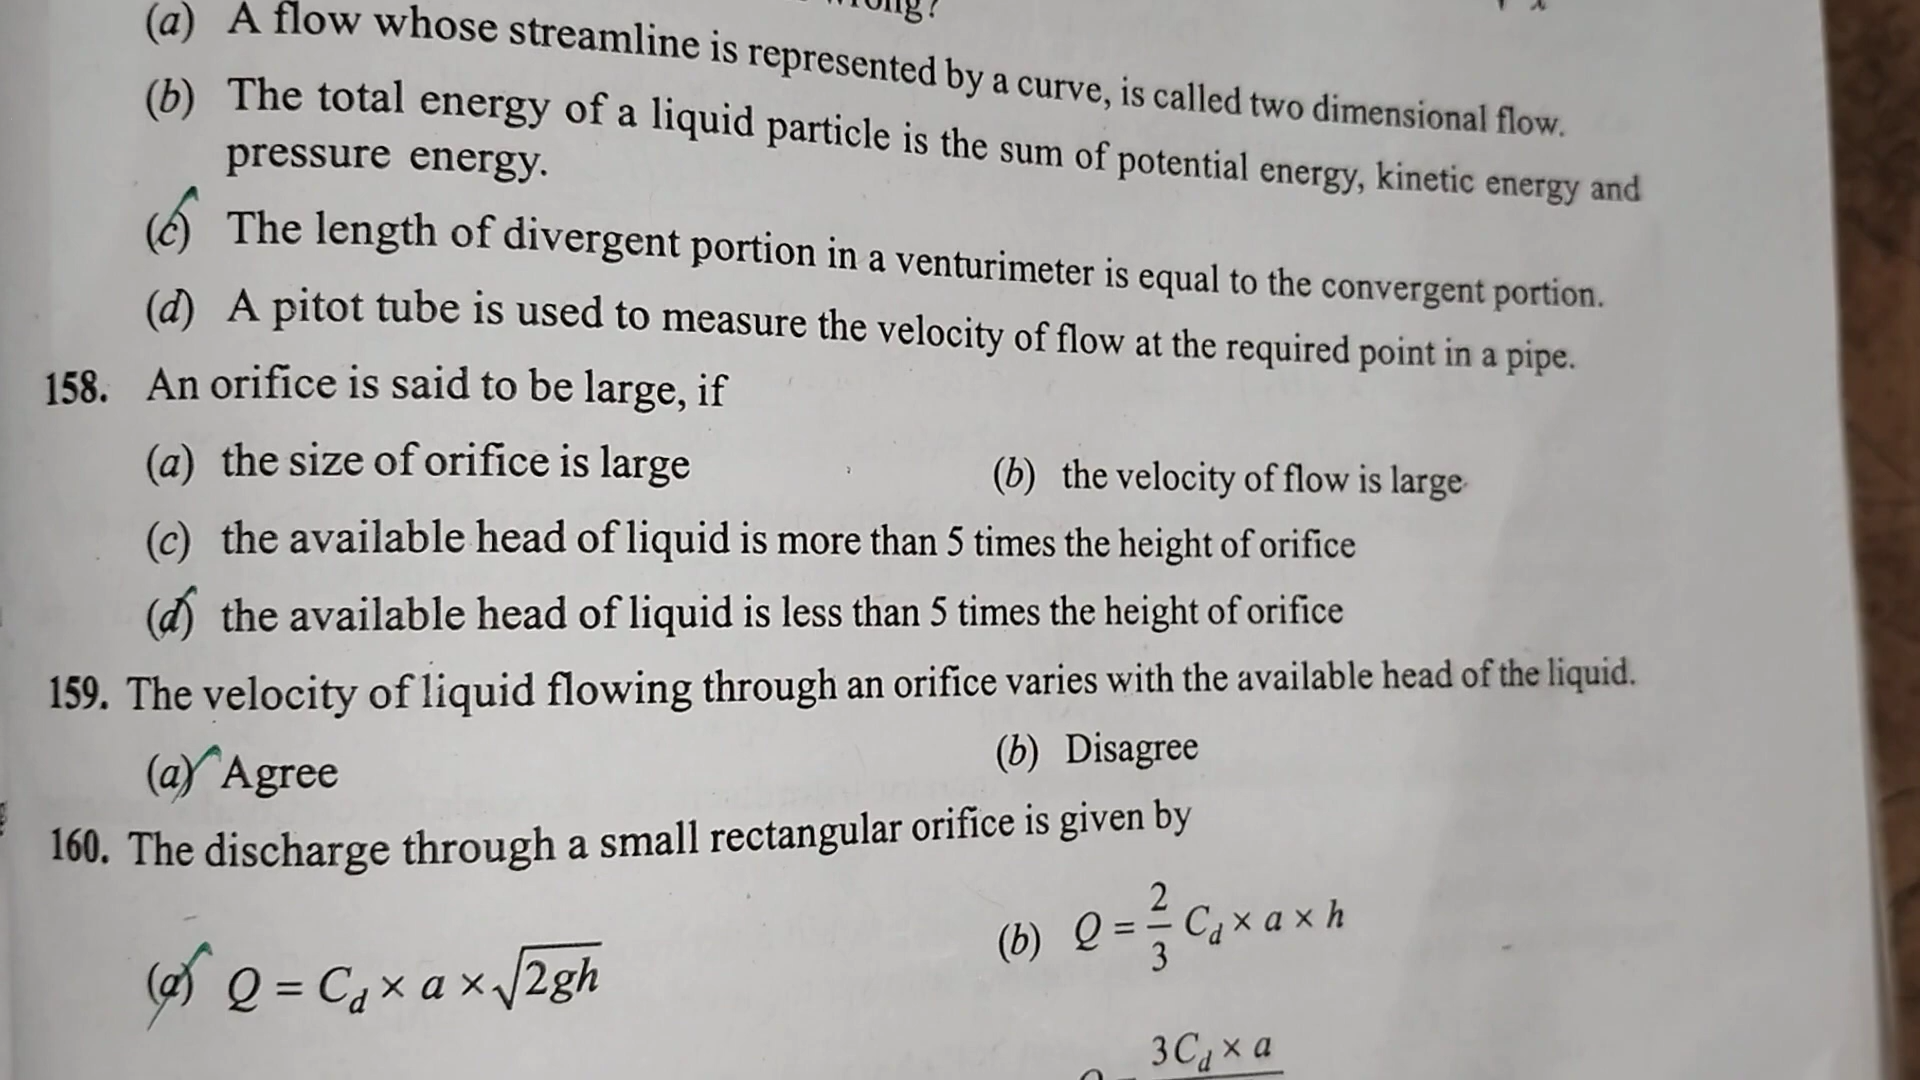 wrong?
(a) A flow whose streamline is represented by a curve, is called two dimensional flow.
(b) The total energy of a liquid particle is the sum of potential energy, kinetic energy and
pressure energy.
(c) The length of divergent portion in a venturimeter is equal to the convergent portion.
(d) A pitot tube is used to measure the velocity of flow at the required point in a pipe.
158. An orifice is said to be large, if
(a) the size of orifice is large (b) the velocity of flow is large
(c) the available head of liquid is more than 5 times the height of orifice
(d) the available head of liquid is less than 5 times the height of orifice
159. The velocity of liquid flowing through an orifice varies with the available head of the liquid.
(a) Agree (b) Disagree
160. The discharge through a small rectangular orifice is given by
(a) Q = C_d × a × √2gh (b) Q = 2/3 C_d × a × h
3C_d × a